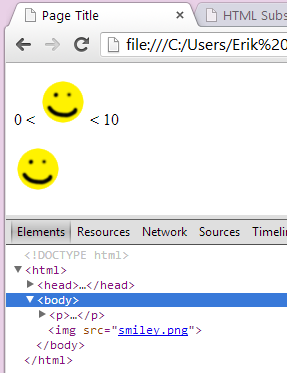 Page Title
HTML Subs
file:///C:/Users/Erik%20
0 < < 10
Elements Resources Network Sources Timelin
<!DOCTYPE html>
<html>
<head>…</head>
<body>
<p>…</p>
<img src="smiley.png">
</body>
</html>